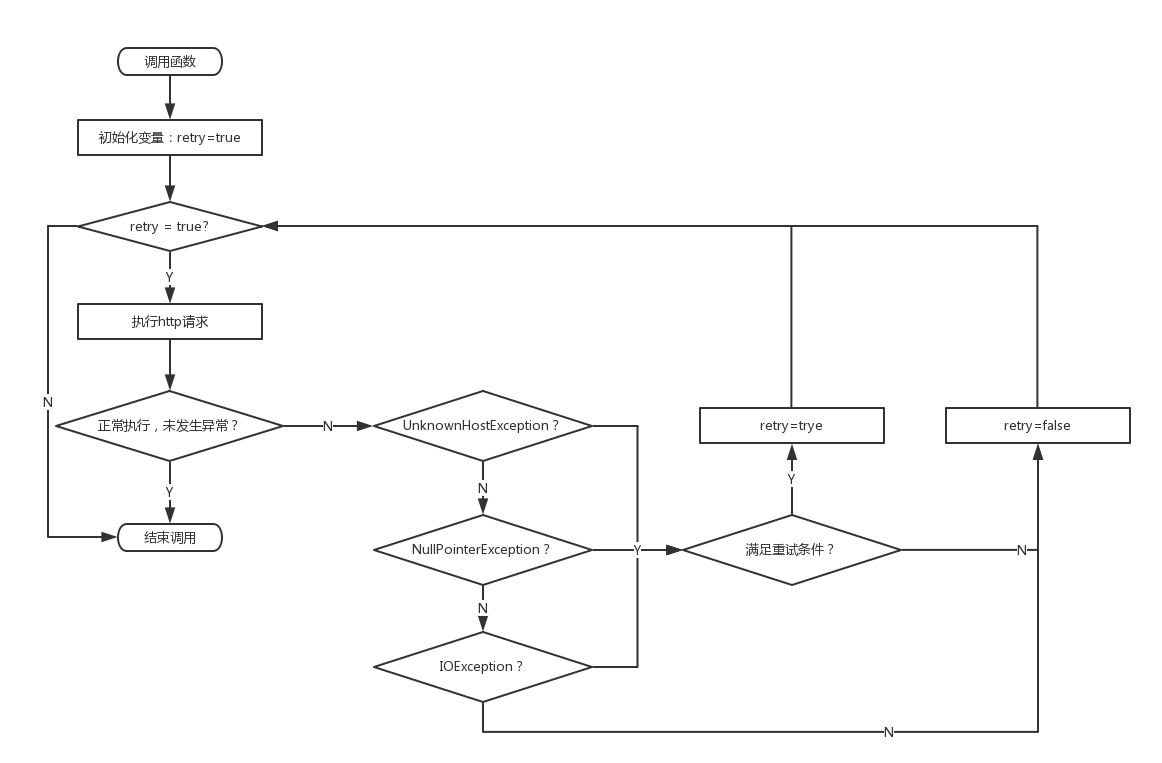 调用函数
初始化变量：retry=true
retry = true?
Y
执行http请求
N
正常执行，未发生异常？
N
UnknownHostException？
retry=trye
retry=false
Y
N
Y
结束调用
NullPointerException？
Y
满足重试条件？
N
N
IOException？
N